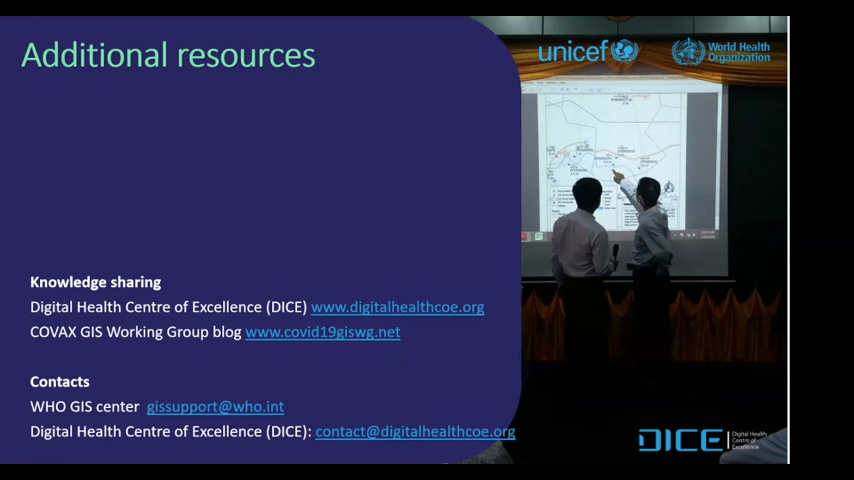 Additional resources
unicef
World Health
Organization
Knowledge sharing
Digital Health Centre of Excellence (DICE) www.digitalhealthcoe.org
COVAX GIS Working Group blog www.covid19giswg.net
Contacts
WHO GIS center gissupport@who.int
Digital Health Centre of Excellence (DICE): contact@digitalhealthcoe.org
DICE
Digital Health
Centre of
Excellence